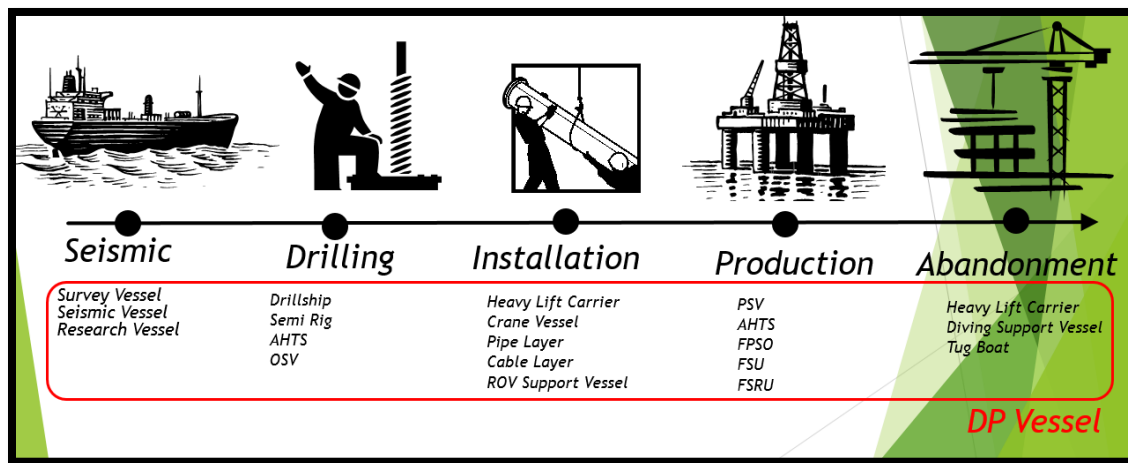 Seismic
Drilling
Installation
Production
Abandonment
Survey Vessel
Seismic Vessel
Research Vessel
Drillship
Semi Rig
AHTS
OSV
Heavy Lift Carrier
Crane Vessel
Pipe Layer
Cable Layer
ROV Support Vessel
PSV
AHTS
FPSO
FSU
FSRU
Heavy Lift Carrier
Diving Support Vessel
Tug Boat
DP Vessel